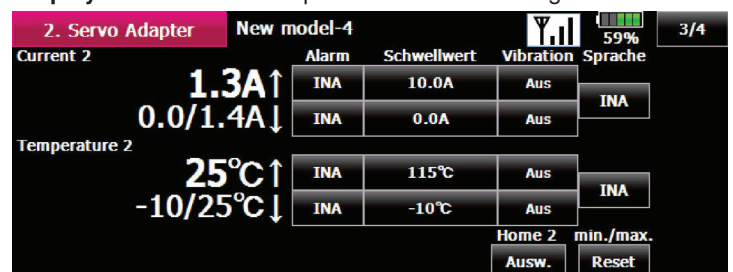 2. Servo Adapter New model-4 59% 3/4
Current 2 Alarm Schwellwert Vibration Sprache
1.3A↑ INA 10.0A Aus
INA
0.0/1.4A↓ INA 0.0A Aus
Temperature 2
25°C↑ INA 115°C Aus
INA
-10/25°C↓ INA -10°C Aus
Home 2 min./max.
Ausw. Reset